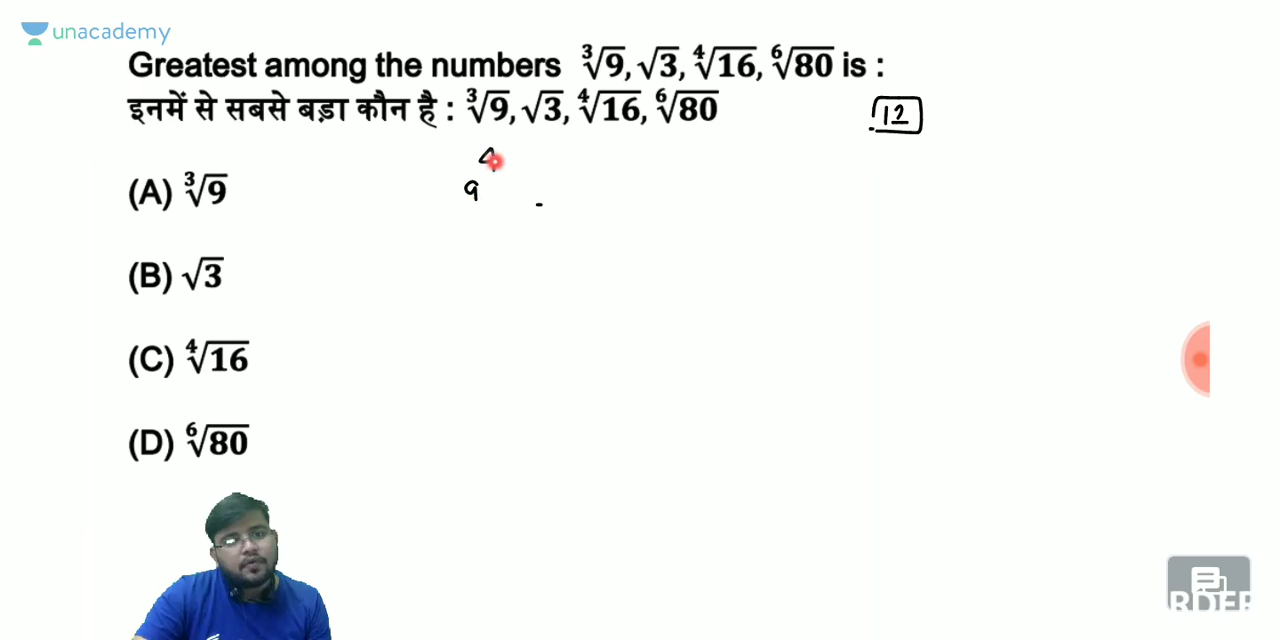 unacademy
Greatest among the numbers ∛9, √3, ∜16, ⁶√80 is :
इनमें से सबसे बड़ा कौन है : ∛9, √3, ∜16, ⁶√80
12
4
9
(A) ∛9
(B) √3
(C) ∜16
(D) ⁶√80